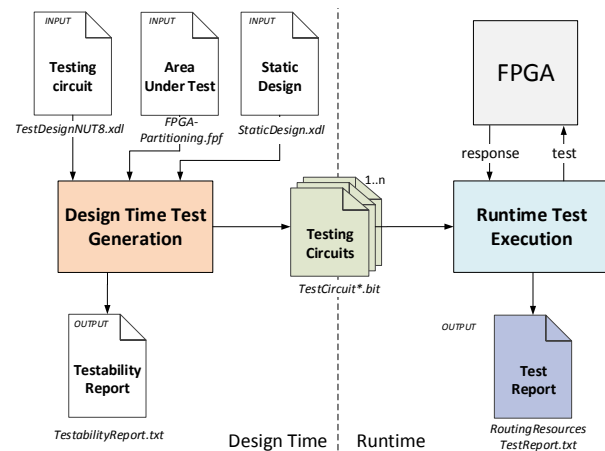 INPUT
Testing
circuit
TestDesignNUT8.xdl
INPUT
Area
Under Test
FPGA-
Partitioning.fpf
INPUT
Static
Design
StaticDesign.xdl
FPGA
response
test
Design Time Test
Generation
1..n
Testing
Circuits
TestCircuit*.bit
Runtime Test
Execution
OUTPUT
Testability
Report
TestabilityReport.txt
OUTPUT
Test
Report
RoutingResources
TestReport.txt
Design Time
Runtime